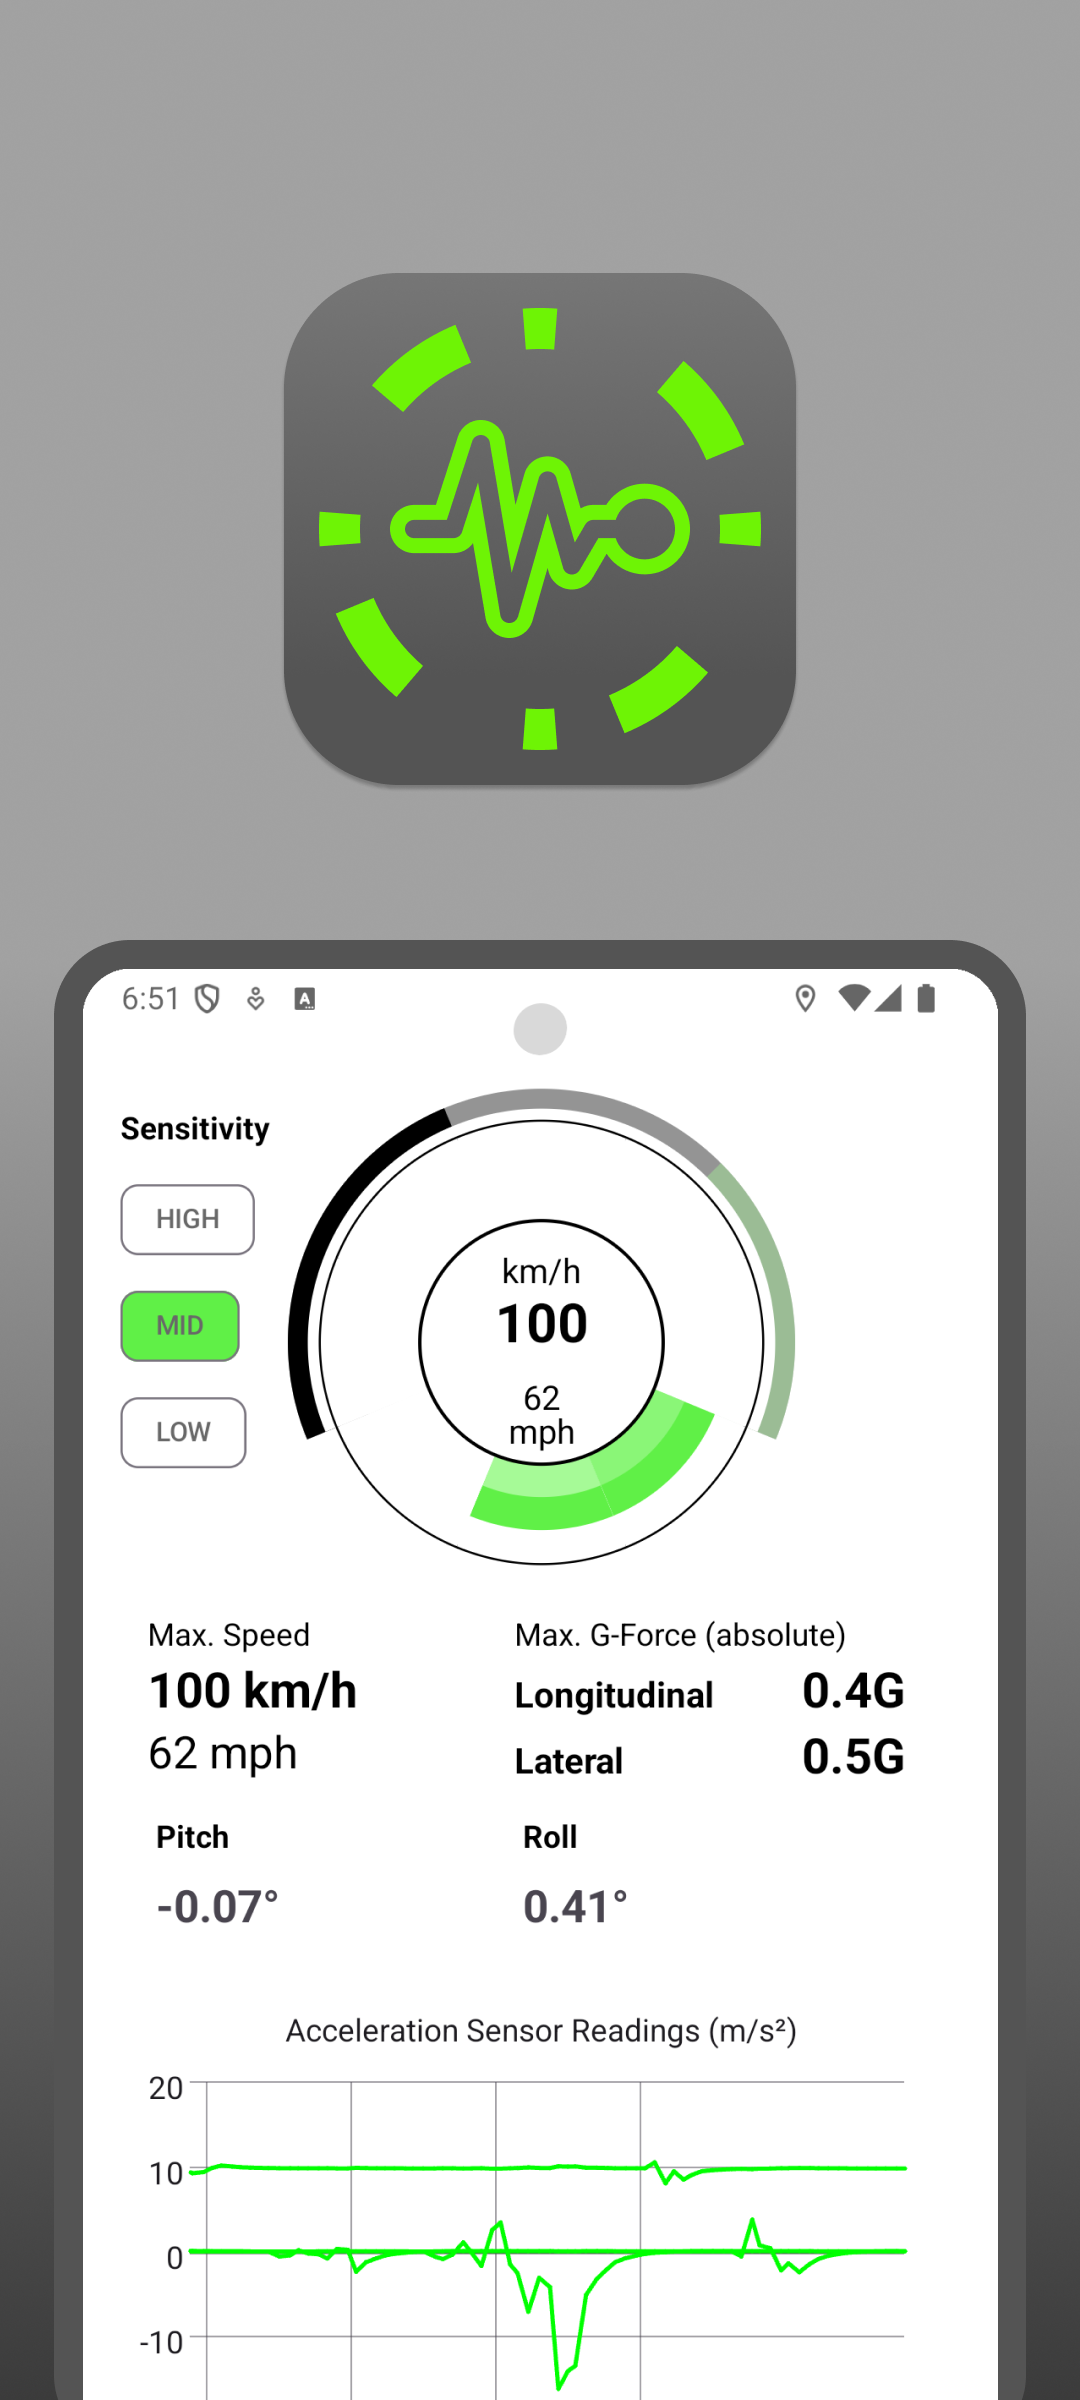 6:51
Sensitivity
HIGH
MID
LOW
km/h
100
62
mph
Max. Speed
100 km/h
62 mph
Max. G-Force (absolute)
Longitudinal 0.4G
Lateral 0.5G
Pitch
-0.07°
Roll
0.41°
Acceleration Sensor Readings (m/s²)
20
10
0
-10